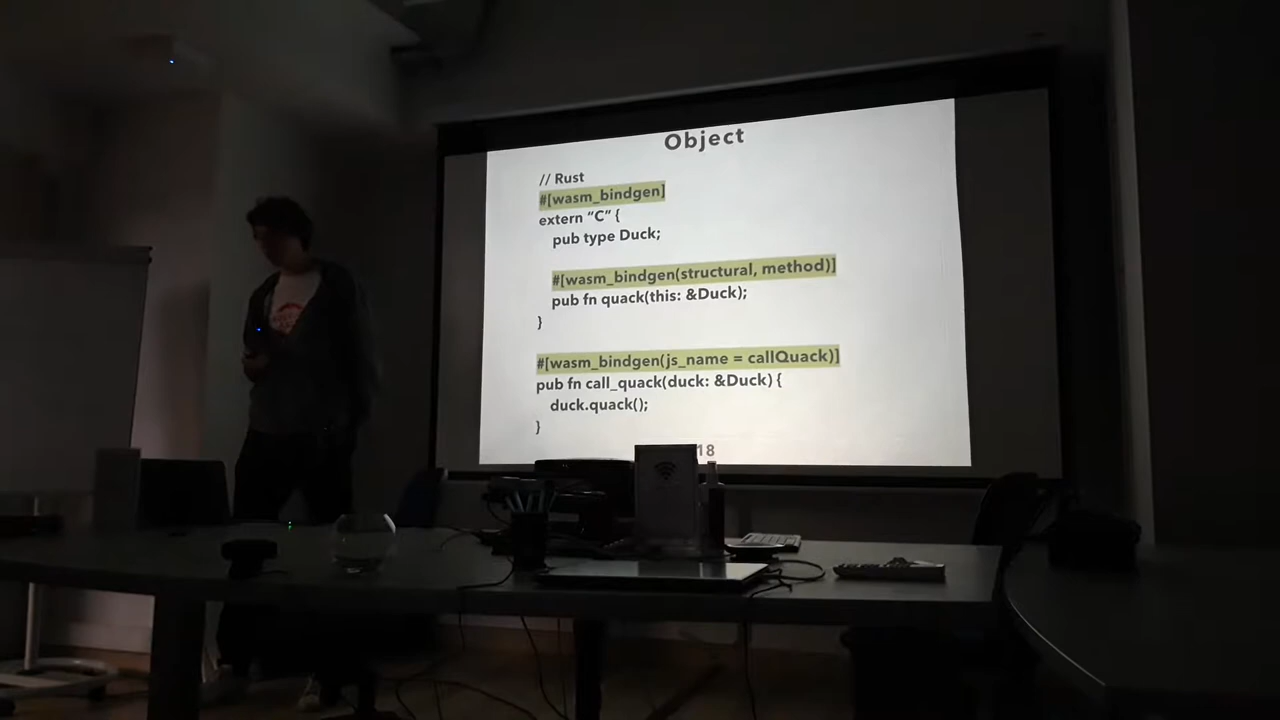 Object
// Rust
#[wasm_bindgen]
extern “C” {
pub type Duck;
#[wasm_bindgen(structural, method)]
pub fn quack(this: &Duck);
}
#[wasm_bindgen(js_name = callQuack)]
pub fn call_quack(duck: &Duck) {
duck.quack();
}
18